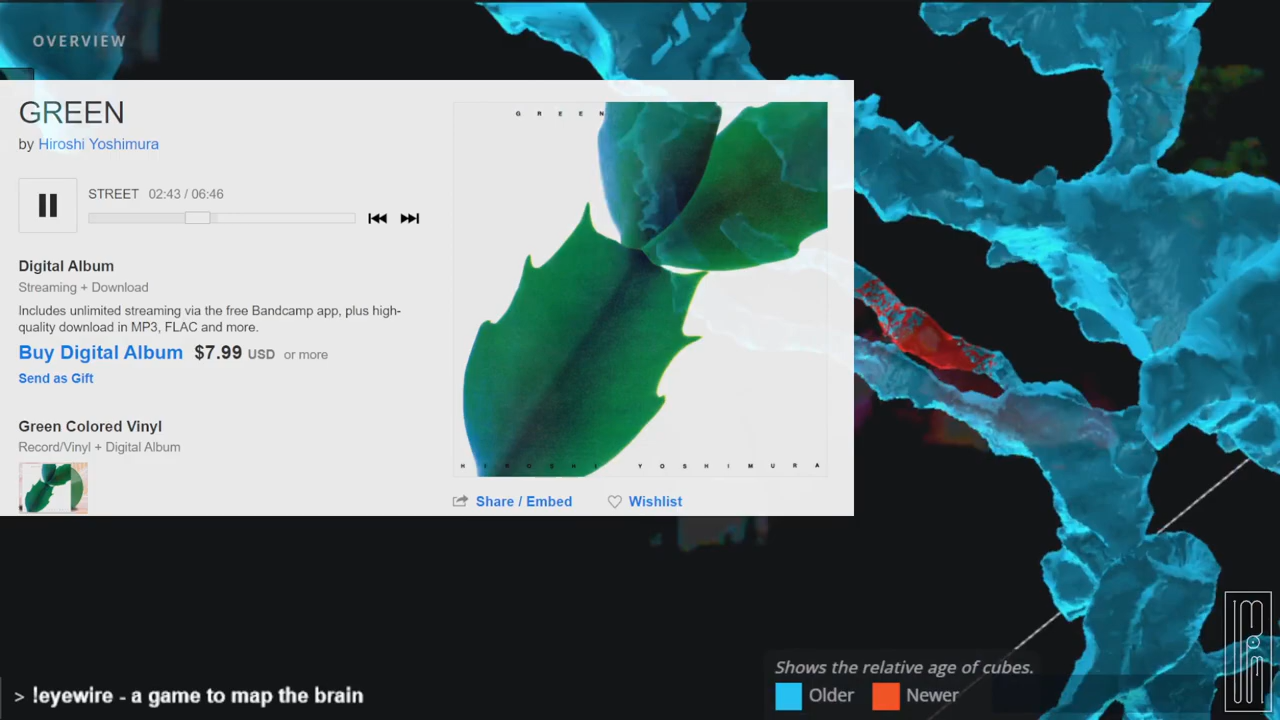 OVERVIEW
GREEN
by Hiroshi Yoshimura
STREET 02:43 / 06:46
Digital Album
Streaming + Download
Includes unlimited streaming via the free Bandcamp app, plus high-
quality download in MP3, FLAC and more.
Buy Digital Album $7.99 USD or more
Send as Gift
Green Colored Vinyl
Record/Vinyl + Digital Album
GREEN
HIROSHI YOSHIMURA
Share / Embed
Wishlist
Shows the relative age of cubes.
Older
Newer
> !eyewire - a game to map the brain